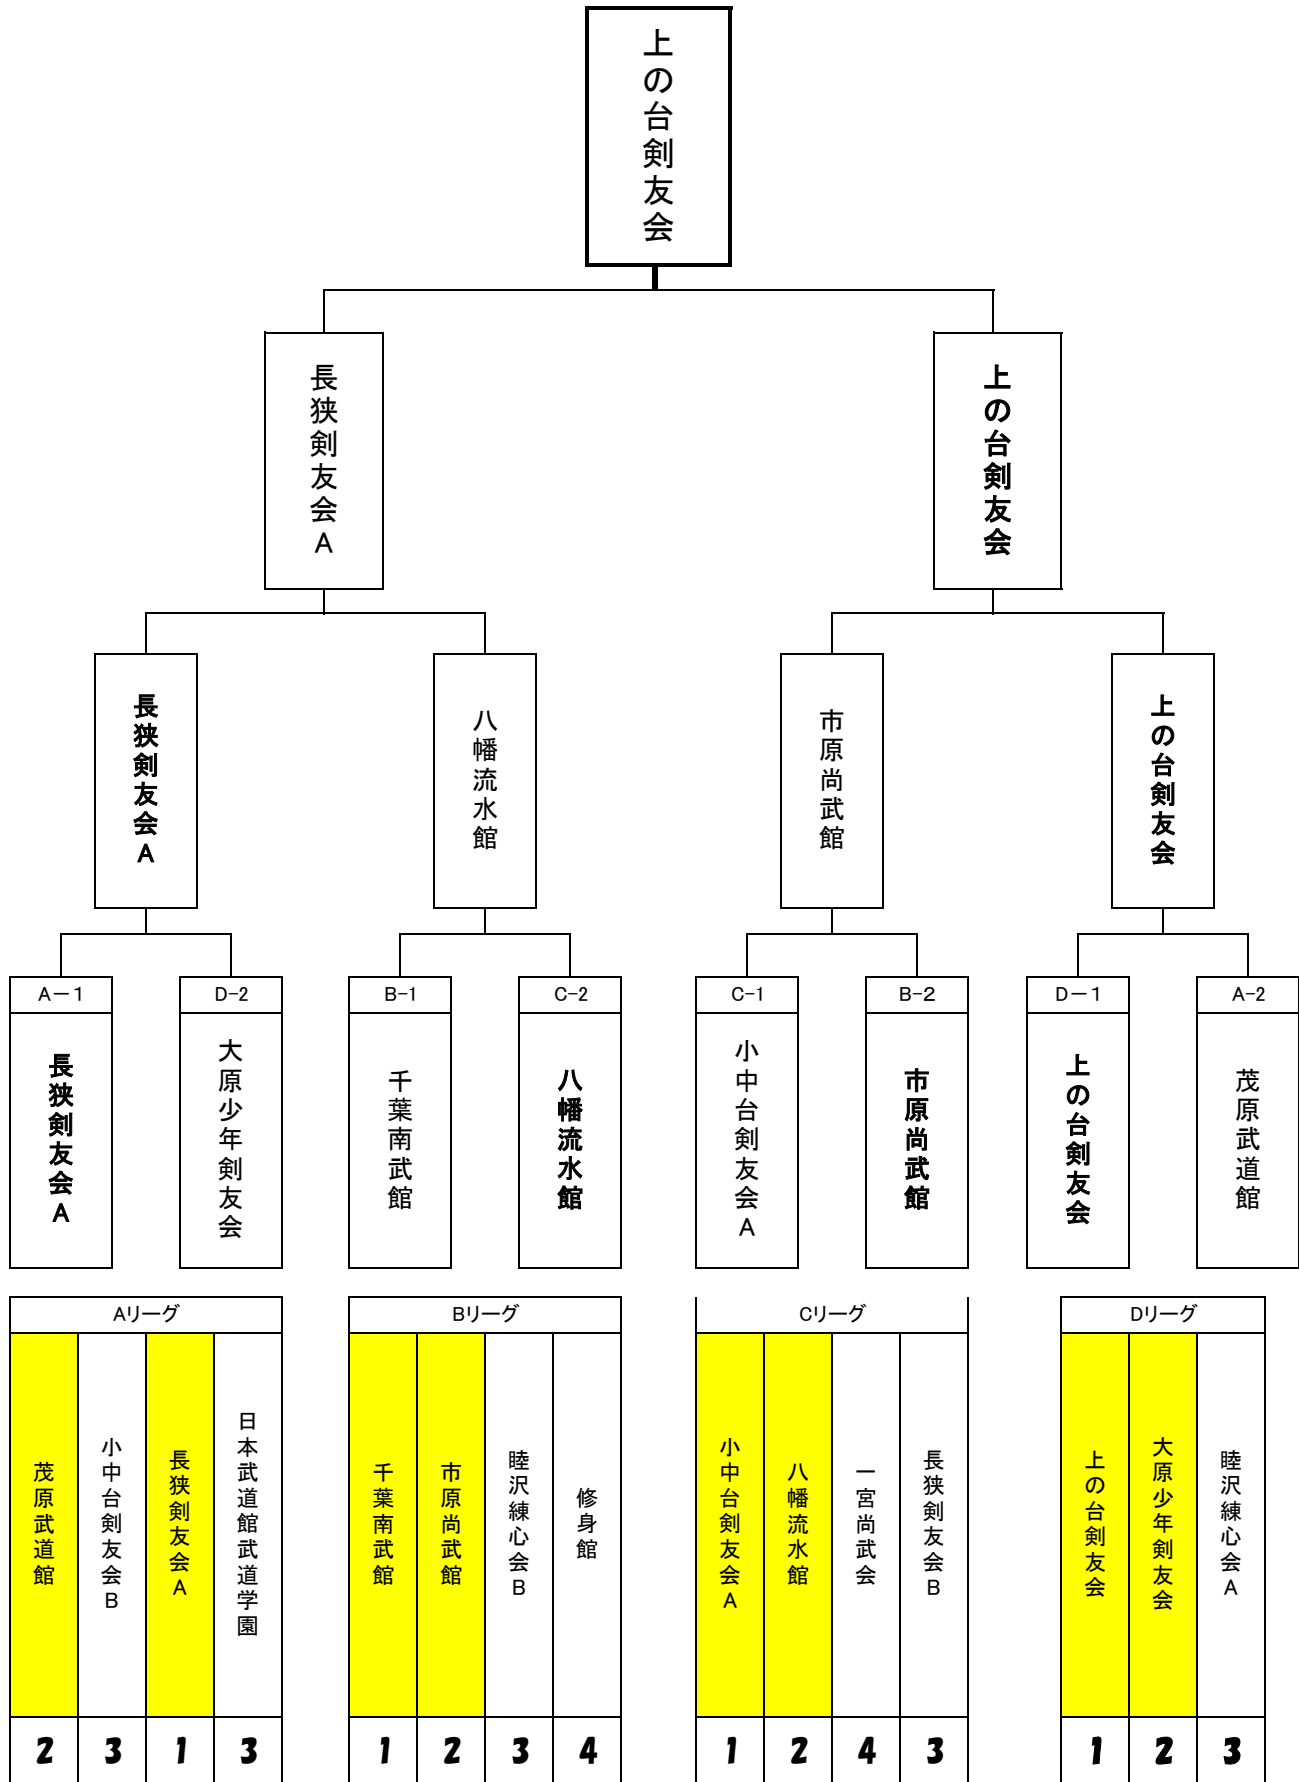 上の台剣友会
長狭剣友会A
上の台剣友会
長狭剣友会A
八幡流水館
市原尚武館
上の台剣友会
A－1
D-2
B-1
C-2
C-1
B-2
D－1
A-2
長狭剣友会A
大原少年剣友会
千葉南武館
八幡流水館
小中台剣友会A
市原尚武館
上の台剣友会
茂原武道館
Aリーグ
Bリーグ
Cリーグ
Dリーグ
茂原武道館
小中台剣友会B
長狭剣友会A
日本武道館武道学園
千葉南武館
市原尚武館
睦沢練心会B
修身館
小中台剣友会A
八幡流水館
一宮尚武会
長狭剣友会B
上の台剣友会
大原少年剣友会
睦沢練心会A
2
3
1
3
1
2
3
4
1
2
4
3
1
2
3